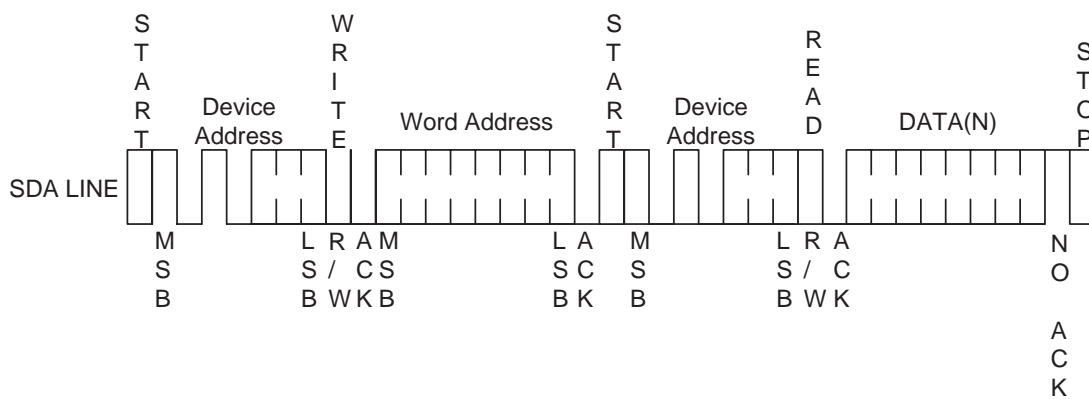 START
WRITE
START
READ
STOP
Device
Address
Word Address
Device
Address
DATA(N)
SDA LINE
MSB
LSB
R/W
ACK
MSB
LSB
ACK
MSB
LSB
R/W
ACK
NO ACK